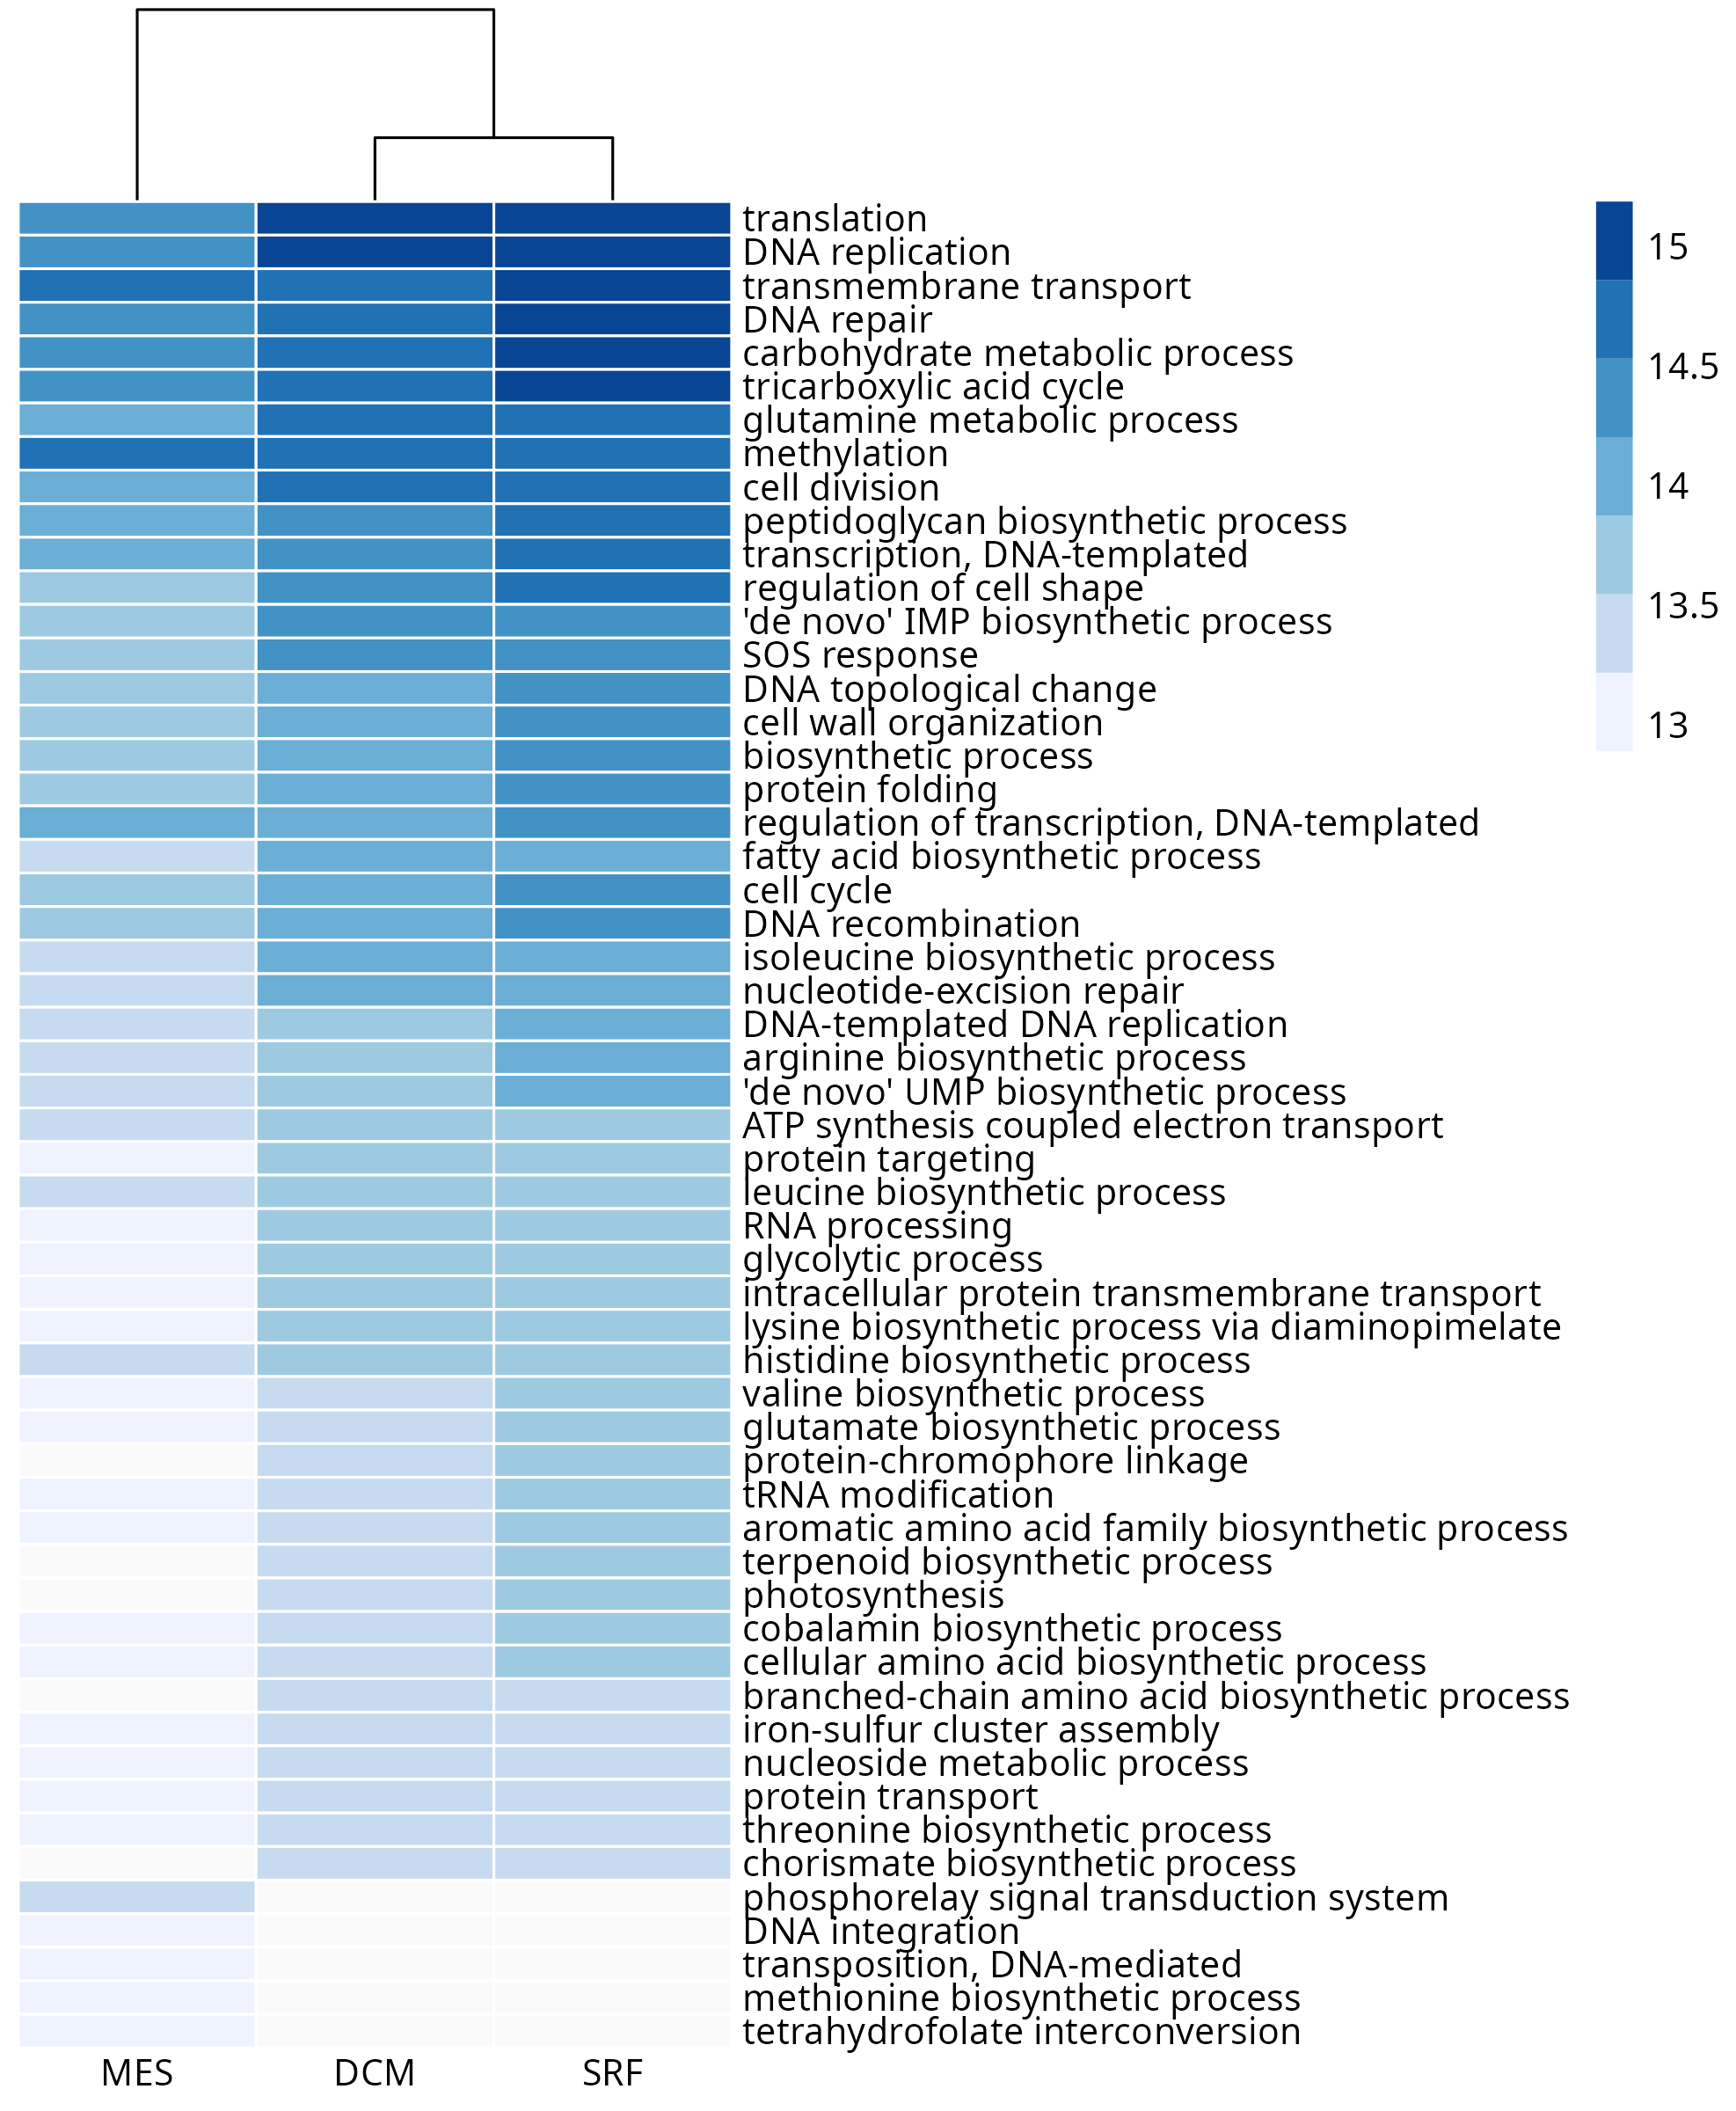 translation
DNA replication
transmembrane transport
DNA repair
carbohydrate metabolic process
tricarboxylic acid cycle
glutamine metabolic process
methylation
cell division
peptidoglycan biosynthetic process
transcription, DNA-templated
regulation of cell shape
'de novo' IMP biosynthetic process
SOS response
DNA topological change
cell wall organization
biosynthetic process
protein folding
regulation of transcription, DNA-templated
fatty acid biosynthetic process
cell cycle
DNA recombination
isoleucine biosynthetic process
nucleotide-excision repair
DNA-templated DNA replication
arginine biosynthetic process
'de novo' UMP biosynthetic process
ATP synthesis coupled electron transport
protein targeting
leucine biosynthetic process
RNA processing
glycolytic process
intracellular protein transmembrane transport
lysine biosynthetic process via diaminopimelate
histidine biosynthetic process
valine biosynthetic process
glutamate biosynthetic process
protein-chromophore linkage
tRNA modification
aromatic amino acid family biosynthetic process
terpenoid biosynthetic process
photosynthesis
cobalamin biosynthetic process
cellular amino acid biosynthetic process
branched-chain amino acid biosynthetic process
iron-sulfur cluster assembly
nucleoside metabolic process
protein transport
threonine biosynthetic process
chorismate biosynthetic process
phosphorelay signal transduction system
DNA integration
transposition, DNA-mediated
methionine biosynthetic process
tetrahydrofolate interconversion
MES DCM SRF
15
14.5
14
13.5
13